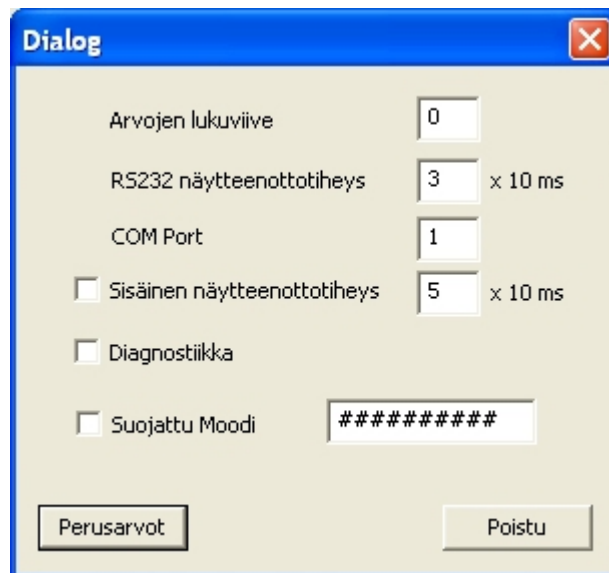 Dialog
Arvojen lukuviive 0
RS232 näytteenottotiheys 3 x 10 ms
COM Port 1
Sisäinen näytteenottotiheys 5 x 10 ms
Diagnostiikka
Suojattu Moodi ##########
Perusarvot Poistu